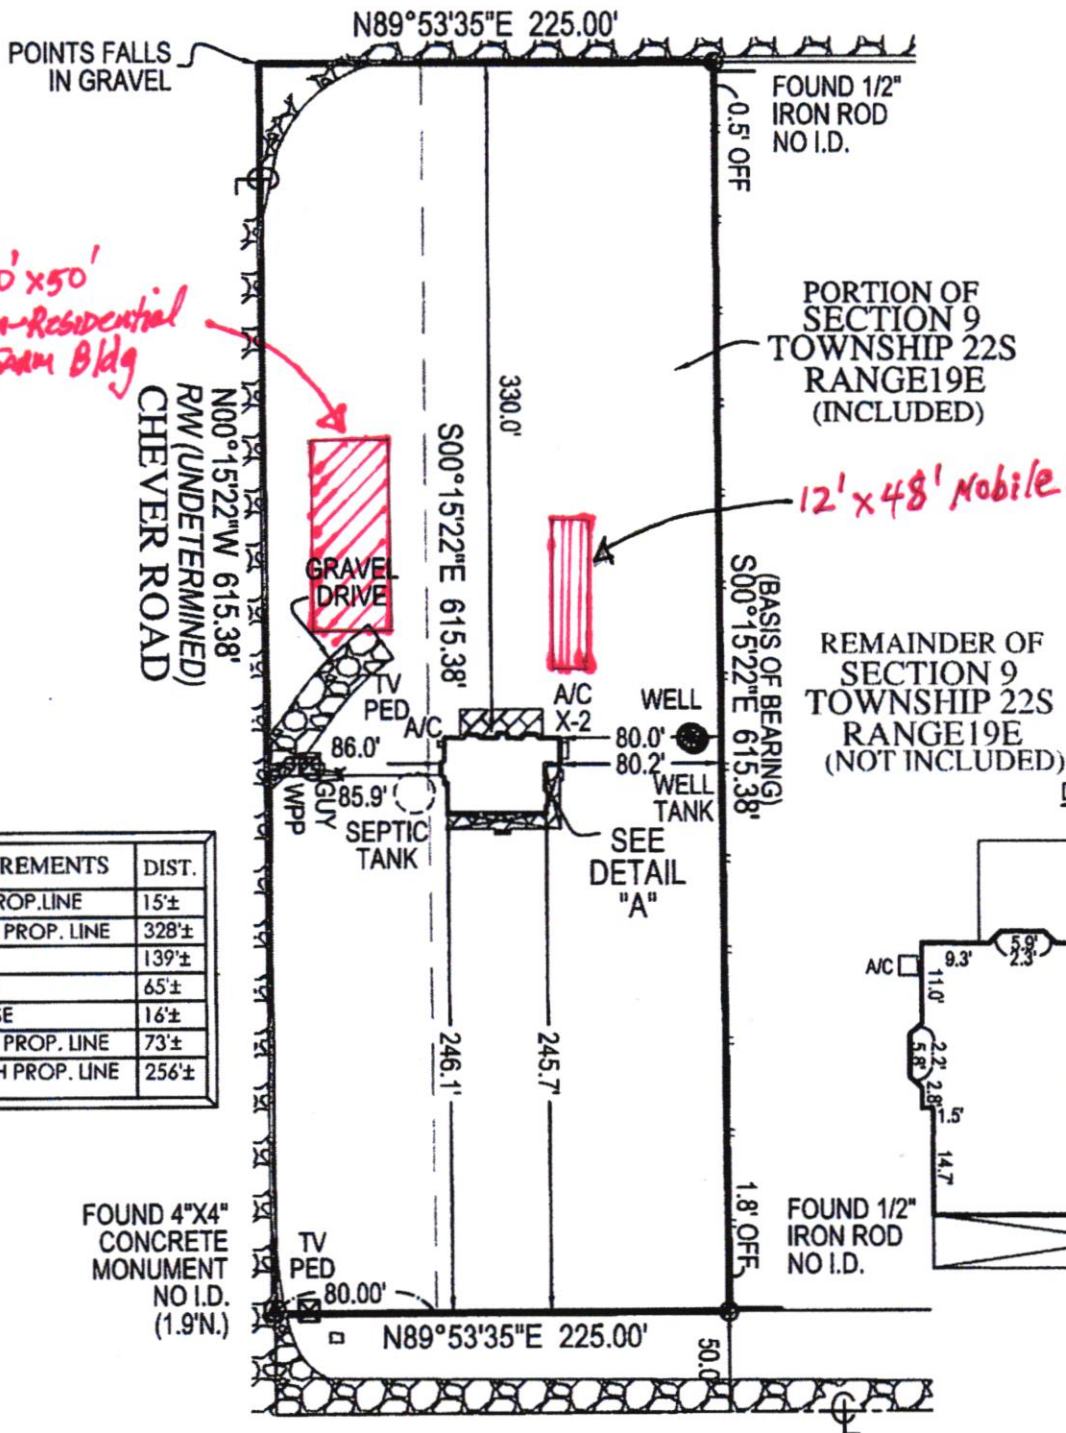 N89°53'35"E 225.00'
POINTS FALLS
IN GRAVEL
FOUND 1/2"
IRON ROD
NO I.D.
0.5' OFF
0'x50'
-Residential
Farm Bldg
PORTION OF
SECTION 9
TOWNSHIP 22S
RANGE19E
(INCLUDED)
330.0'
S00°15'22"E 615.38'
N00°15'22"W 615.38'
R/W (UNDETERMINED)
CHEVER ROAD
12'x48' Mobile
GRAVEL
DRIVE
(BASIS OF BEARING)
S00°15'22"E 615.38'
REMAINDER OF
SECTION 9
TOWNSHIP 22S
RANGE19E
(NOT INCLUDED)
TV
PED
A/C
A/C
X-2
WELL
86.0'
80.0'
80.2'
85.9'
WPP
GUY
SEPTIC
TANK
WELL
TANK
SEE
DETAIL
"A"
REMENTS DIST.
ROP.LINE 15'±
PROP. LINE 328'±
139'±
65'±
SE 16'±
PROP. LINE 73'±
H PROP. LINE 256'±
A/C
9.3'
5.9'
2.3'
11.0'
2.2'
5.8'
2.8'
1.5'
14.7'
246.1'
245.7'
FOUND 4"X4"
CONCRETE
MONUMENT
NO I.D.
(1.9'N.)
TV
PED
80.00'
1.8' OFF
FOUND 1/2"
IRON ROD
NO I.D.
N89°53'35"E 225.00'
50.0